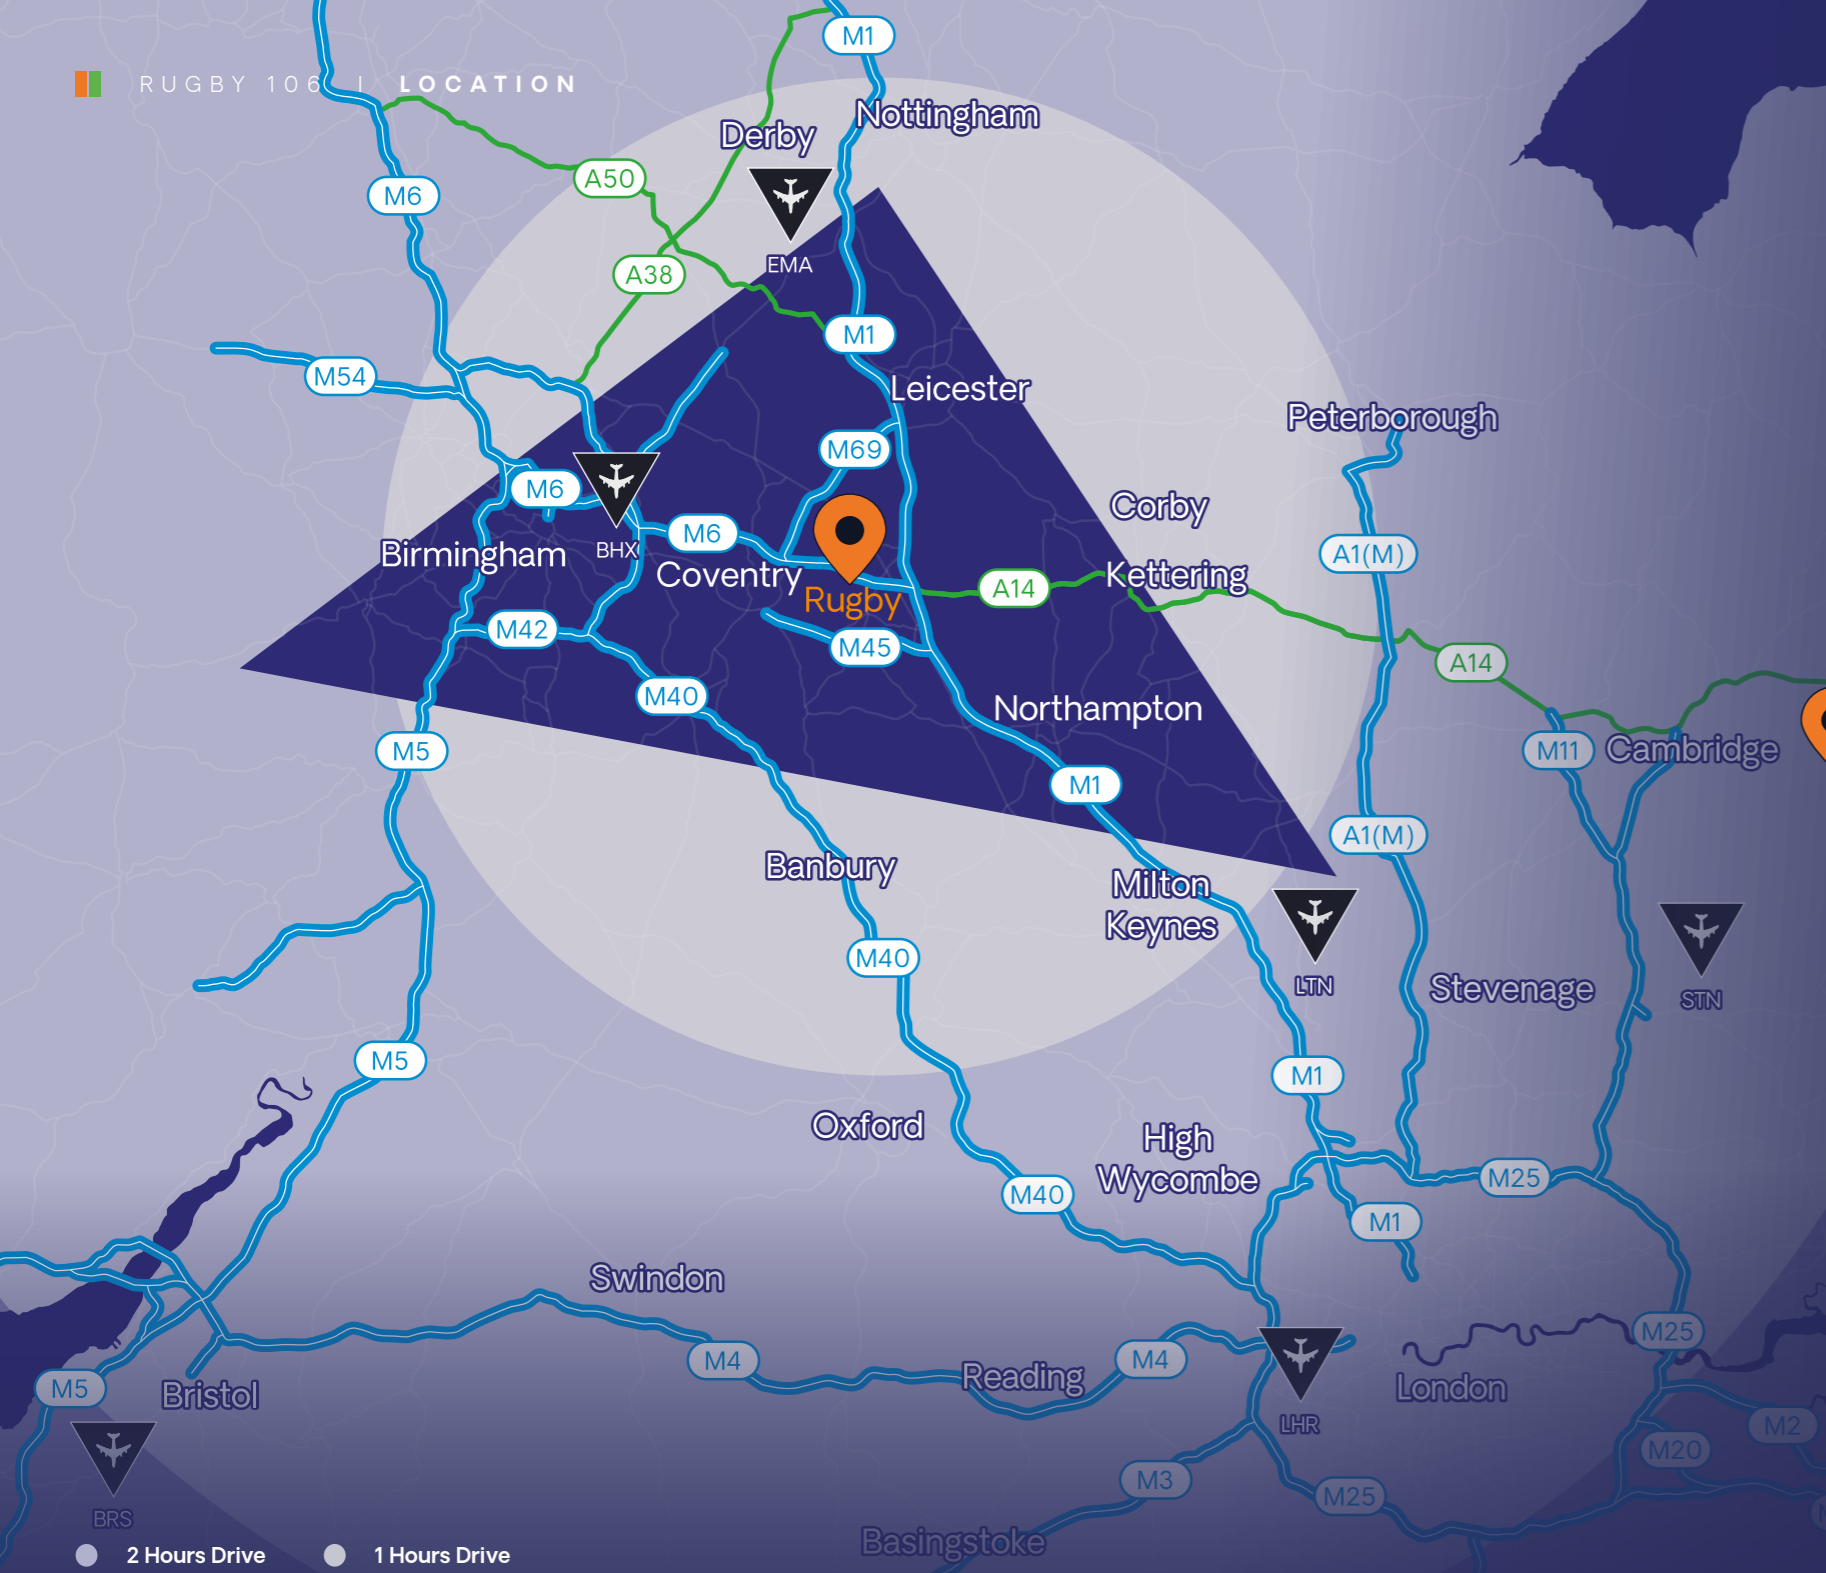 RUGBY 106 | LOCATION
M1
Nottingham
Derby
A50
M6
EMA
A38
M1
M54
Leicester
Peterborough
M69
M6
Corby
M6
A1(M)
Birmingham
BHX
Coventry
Kettering
A14
Rugby
M42
M45
A14
M40
Northampton
M5
M11
Cambridge
M1
A1(M)
Banbury
Milton
Keynes
M40
LTN
Stevenage
STN
M5
M1
Oxford
High
Wycombe
M25
M40
M1
Swindon
M25
M4
M4
Reading
M5
Bristol
London
LHR
M2
M20
M3
M25
BRS
Basingstoke
2 Hours Drive
1 Hours Drive